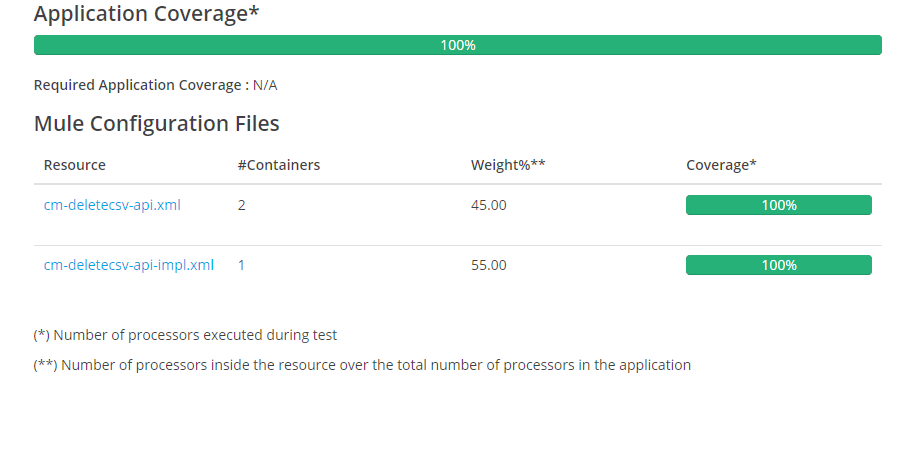 Application Coverage*
100%
Required Application Coverage : N/A
Mule Configuration Files
Resource #Containers Weight%** Coverage*
cm-deletecsv-api.xml 2 45.00 100%
cm-deletecsv-api-impl.xml 1 55.00 100%
(*) Number of processors executed during test
(**) Number of processors inside the resource over the total number of processors in the application